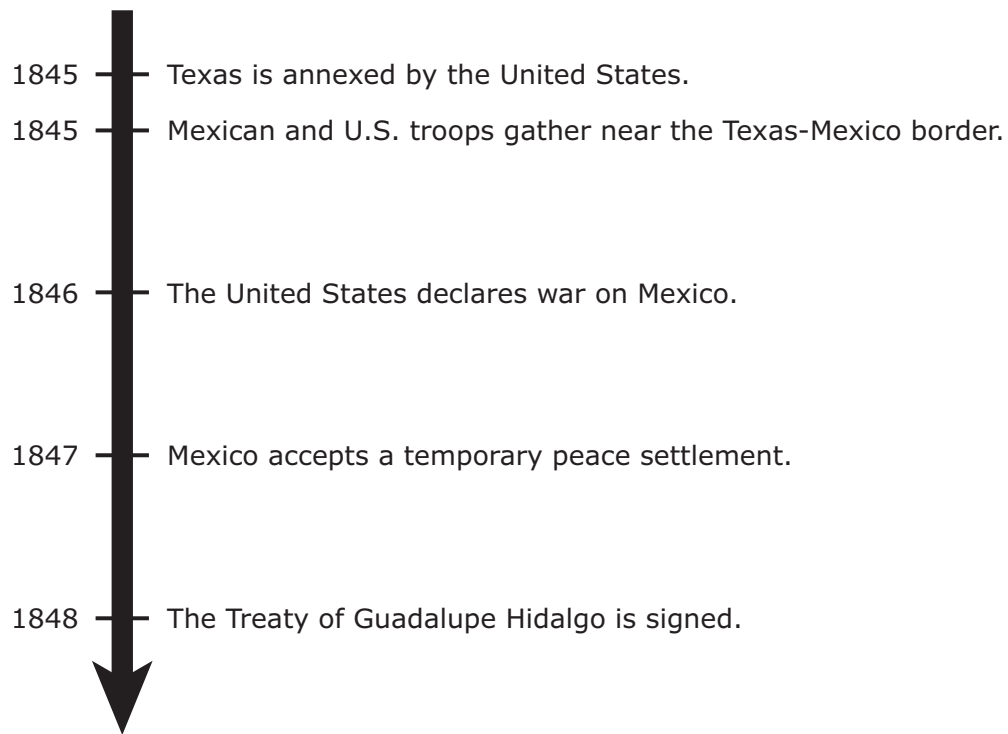 1845 Texas is annexed by the United States.
1845 Mexican and U.S. troops gather near the Texas-Mexico border.
1846 The United States declares war on Mexico.
1847 Mexico accepts a temporary peace settlement.
1848 The Treaty of Guadalupe Hidalgo is signed.